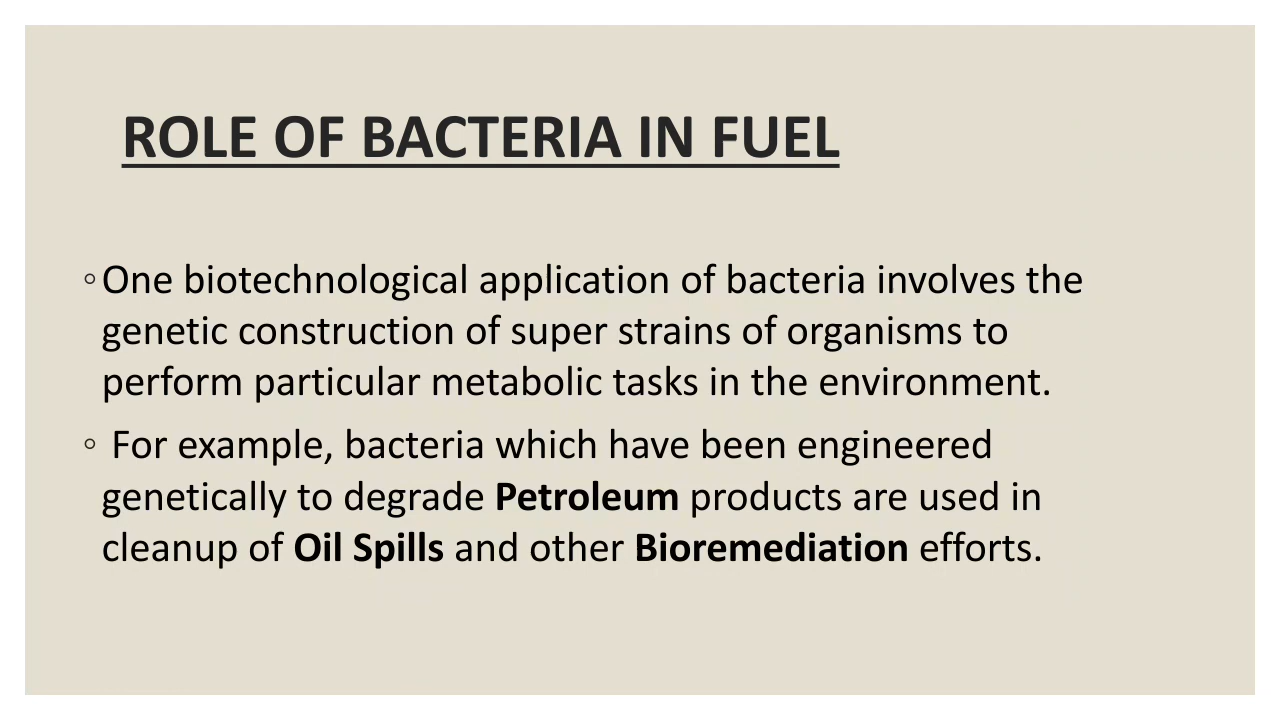 ROLE OF BACTERIA IN FUEL
◦One biotechnological application of bacteria involves the
genetic construction of super strains of organisms to
perform particular metabolic tasks in the environment.
◦ For example, bacteria which have been engineered
genetically to degrade Petroleum products are used in
cleanup of Oil Spills and other Bioremediation efforts.